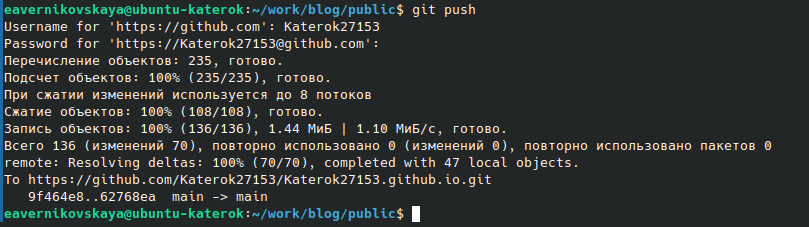 eavernikovskaya@ubuntu-katerok:~/work/blog/public$ git push
Username for 'https://github.com': Katerok27153
Password for 'https://Katerok27153@github.com':
Перечисление объектов: 235, готово.
Подсчет объектов: 100% (235/235), готово.
При сжатии изменений используется до 8 потоков
Сжатие объектов: 100% (108/108), готово.
Запись объектов: 100% (136/136), 1.44 МиБ | 1.10 МиБ/с, готово.
Всего 136 (изменений 70), повторно использовано 0 (изменений 0), повторно использовано пакетов 0
remote: Resolving deltas: 100% (70/70), completed with 47 local objects.
To https://github.com/Katerok27153/Katerok27153.github.io.git
   9f464e8..62768ea  main -> main
eavernikovskaya@ubuntu-katerok:~/work/blog/public$